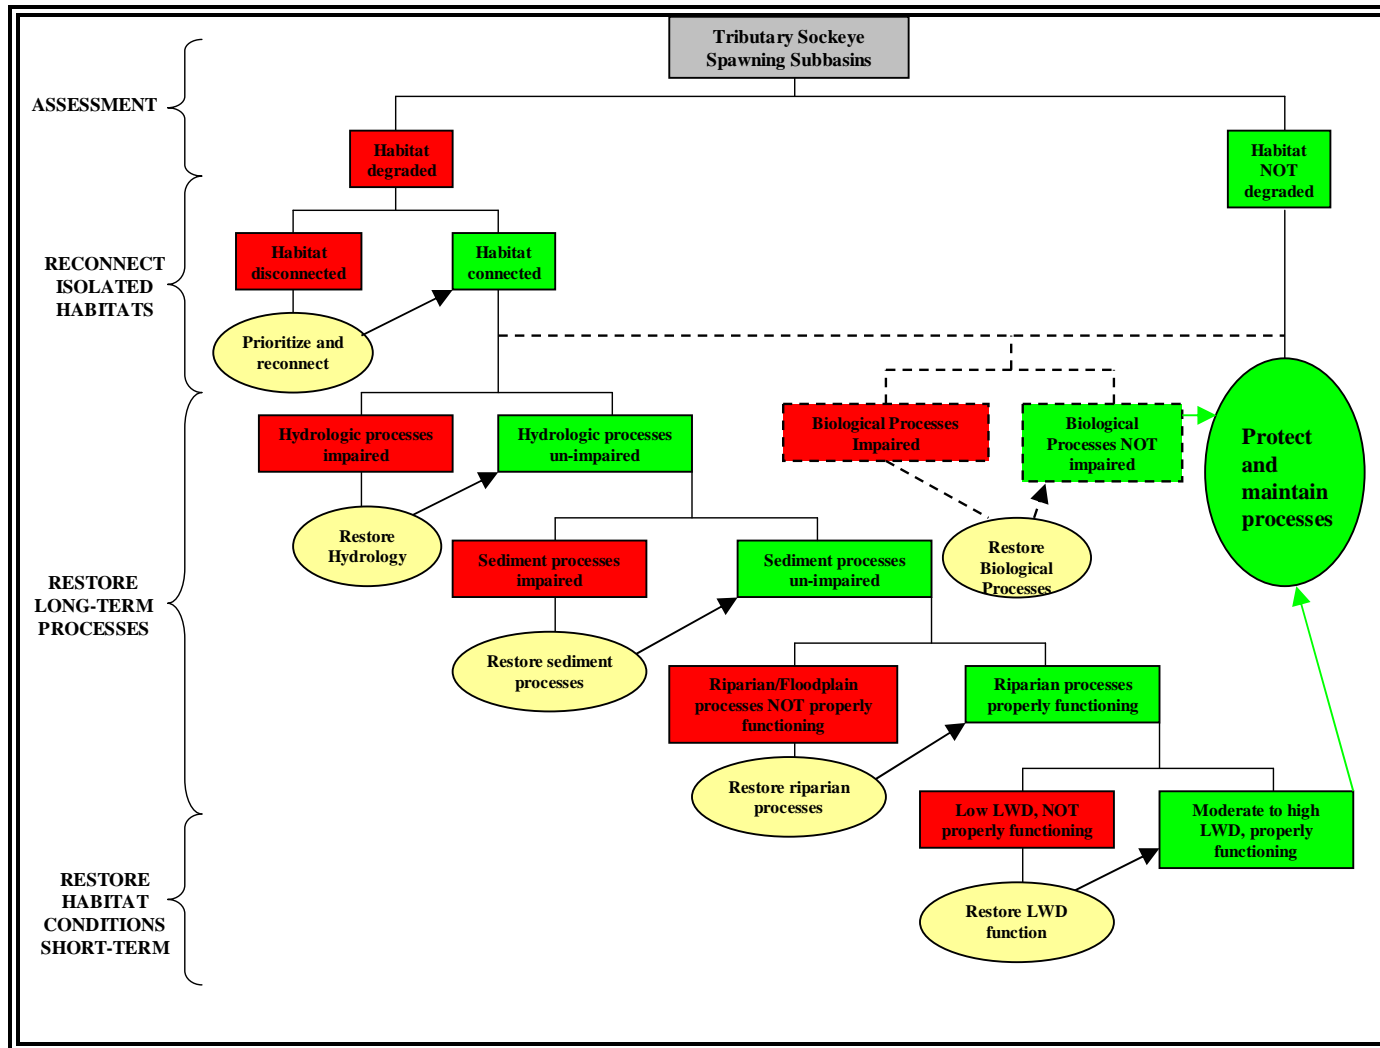 Tributary Sockeye
Spawning Subbasins
ASSESSMENT
Habitat
degraded
Habitat
NOT
degraded
RECONNECT
ISOLATED
HABITATS
Habitat
disconnected
Habitat
connected
Prioritize and
reconnect
RESTORE
LONG-TERM
PROCESSES
Hydrologic processes
impaired
Hydrologic processes
un-impaired
Biological Processes
Impaired
Biological
Processes NOT
impaired
Protect
and
maintain
processes
Restore
Hydrology
Sediment processes
impaired
Sediment processes
un-impaired
Restore
Biological
Processes
Restore sediment
processes
Riparian/Floodplain
processes NOT properly
functioning
Riparian processes
properly functioning
Restore riparian
processes
RESTORE
HABITAT
CONDITIONS
SHORT-TERM
Low LWD, NOT
properly functioning
Moderate to high
LWD, properly
functioning
Restore LWD
function